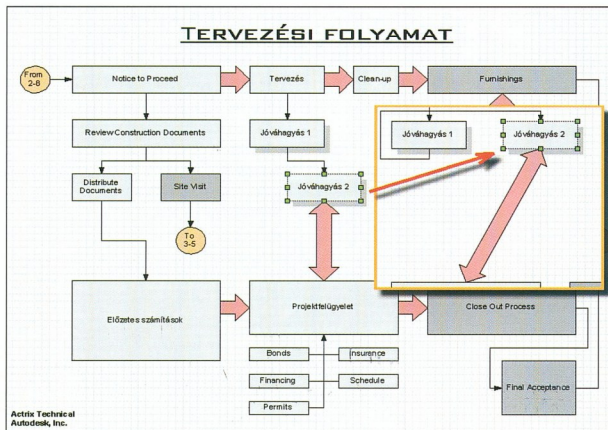 TERVEZÉSI FOLYAMAT
From
2-8
Notice to Proceed
Tervezés
Clean-up
Furnishings
Review Construction Documents
Jóváhagyás 1
Jóváhagyás 1
Jóváhagyás 2
Distribute
Documents
Site Visit
Jóváhagyás 2
To
3-5
Előzetes számítások
Projektfelügyelet
Close Out Process
Bonds
Insurance
Financing
Schedule
Permits
Final Acceptance
Actrix Technical
Autodesk, Inc.